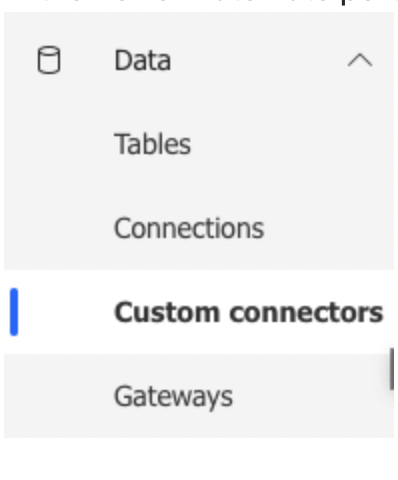 Data
Tables
Connections
Custom connectors
Gateways